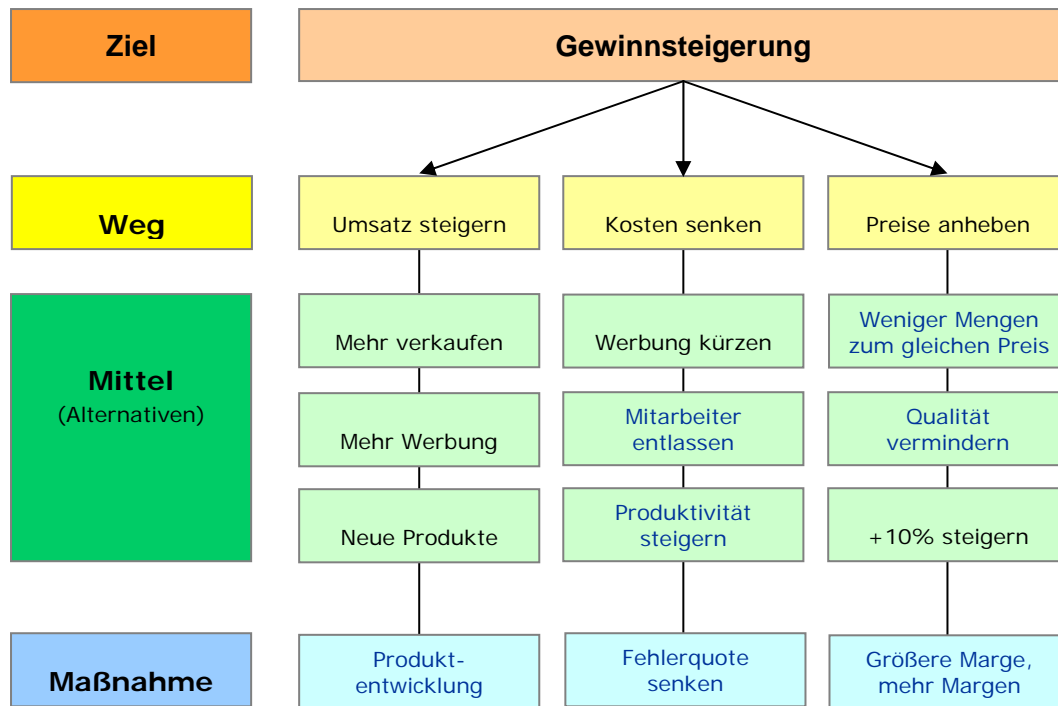 Ziel
Gewinnsteigerung
Weg
Umsatz steigern
Kosten senken
Preise anheben
Mittel
(Alternativen)
Mehr verkaufen
Werbung kürzen
Weniger Mengen
zum gleichen Preis
Mehr Werbung
Mitarbeiter
entlassen
Qualität
vermindern
Neue Produkte
Produktivität
steigern
+10% steigern
Maßnahme
Produkt-
entwicklung
Fehlerquote
senken
Größere Marge,
mehr Margen